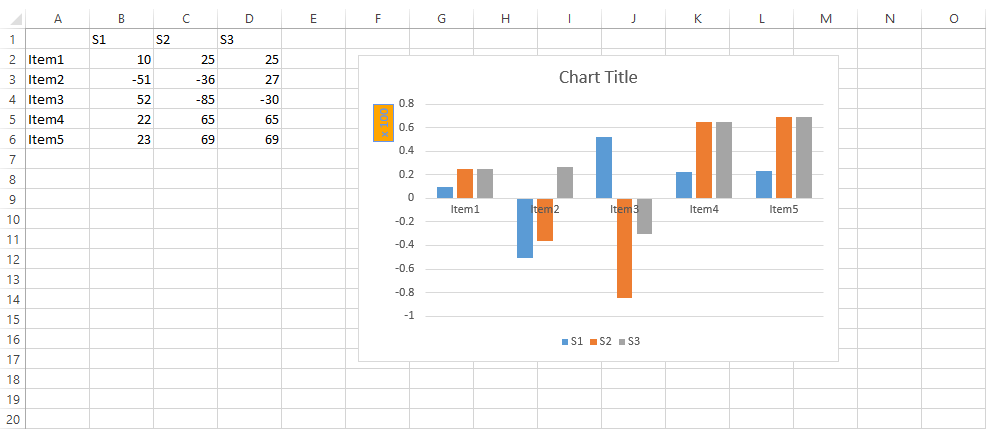 A B C D E F G H I J K L M N O
1 S1 S2 S3
2 Item1 10 25 25
3 Item2 -51 -36 27
4 Item3 52 -85 -30
5 Item4 22 65 65
6 Item5 23 69 69
7
8
9
10
11
12
13
14
15
16
17
18
19
20
Chart Title
x 100
0.8
0.6
0.4
0.2
0
-0.2
-0.4
-0.6
-0.8
-1
Item1 Item2 Item3 Item4 Item5
S1 S2 S3